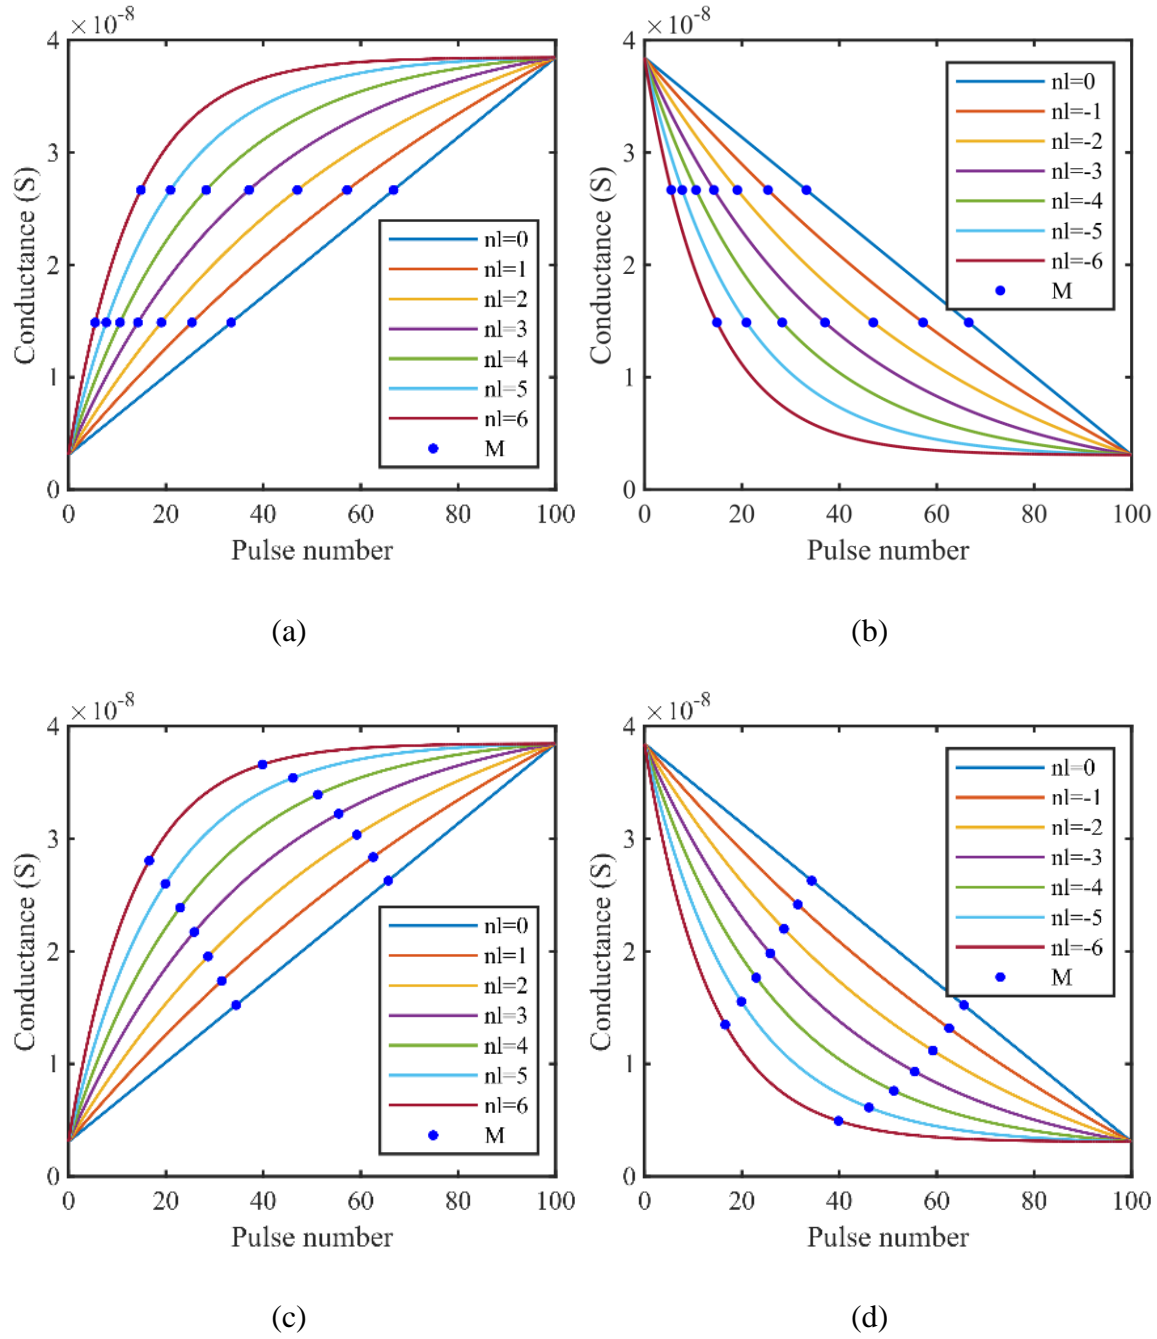 ×10⁻⁸
4
3
2
1
0
Conductance (S)
0 20 40 60 80 100
Pulse number
nl=0
nl=1
nl=2
nl=3
nl=4
nl=5
nl=6
M
(a)
×10⁻⁸
4
3
2
1
0
Conductance (S)
0 20 40 60 80 100
Pulse number
nl=0
nl=-1
nl=-2
nl=-3
nl=-4
nl=-5
nl=-6
M
(b)
×10⁻⁸
4
3
2
1
0
Conductance (S)
0 20 40 60 80 100
Pulse number
nl=0
nl=1
nl=2
nl=3
nl=4
nl=5
nl=6
M
(c)
×10⁻⁸
4
3
2
1
0
Conductance (S)
0 20 40 60 80 100
Pulse number
nl=0
nl=-1
nl=-2
nl=-3
nl=-4
nl=-5
nl=-6
M
(d)